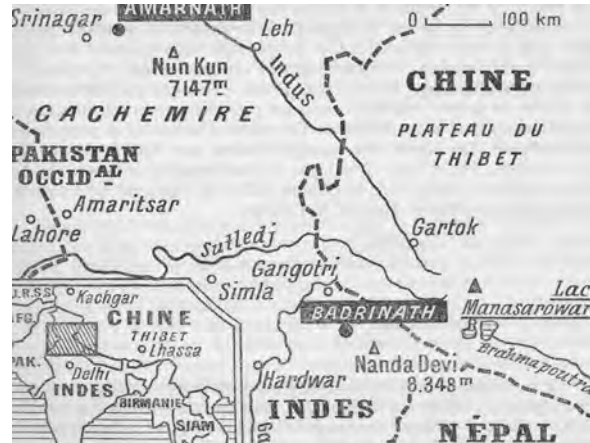 AMARNATH
Srinagar
Leh
0 100 km
Nun Kun
7147m
Indus
CHINE
CACHEMIRE
PLATEAU DU
THIBET
PAKISTAN
OCCIDAL
Amaritsar
Lahore
Sutledj
Gartok
Gangotri
Simla
BADRINATH
Lac
Manasarowar
Brahmapoutra
Nanda Devi
8.348m
Hardwar
INDES
NÉPAL
U.R.S.S.
Kachgar
AFG.
CHINE
THIBET
Lhassa
PAK.
Delhi
INDES
BIRMANIE
SIAM